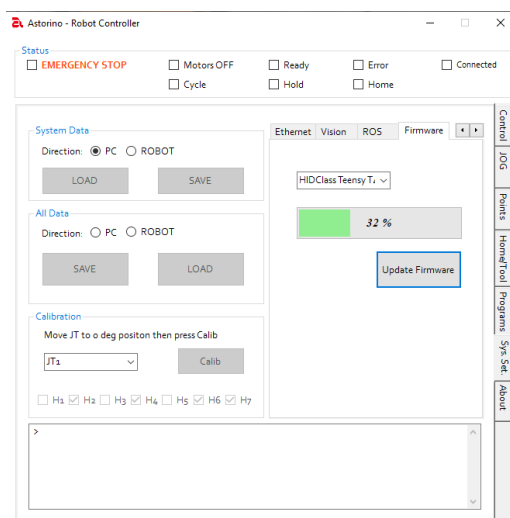 Astorino - Robot Controller
Status
EMERGENCY STOP
Motors OFF
Ready
Error
Connected
Cycle
Hold
Home
System Data
Direction: PC ROBOT
LOAD SAVE
All Data
Direction: PC ROBOT
SAVE LOAD
Calibration
Move JT to 0 deg positon then press Calib
JT1 Calib
H1 H2 H3 H4 H5 H6 H7
Ethernet Vision ROS Firmware
HIDClass Teensy
32 %
Update Firmware
Control
JOG
Points
Home/Tool
Programs
Sys. Set.
About
>